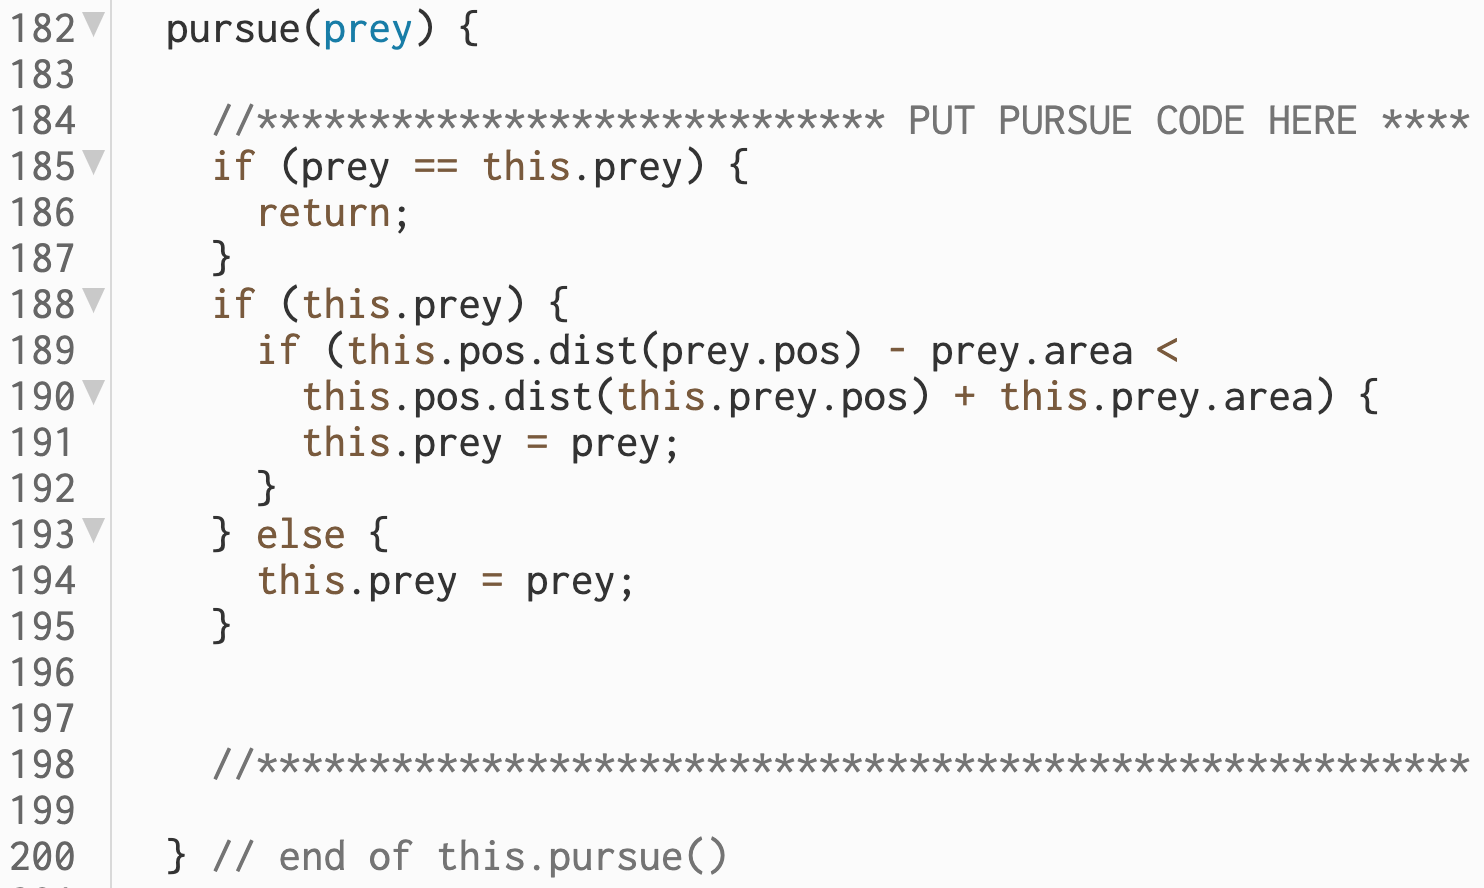 182 pursue(prey) {
183
184 //**************************** PUT PURSUE CODE HERE ****
185 if (prey == this.prey) {
186 return;
187 }
188 if (this.prey) {
189 if (this.pos.dist(prey.pos) - prey.area <
190 this.pos.dist(this.prey.pos) + this.prey.area) {
191 this.prey = prey;
192 }
193 } else {
194 this.prey = prey;
195 }
196
197
198 //******************************************************
199
200 } // end of this.pursue()